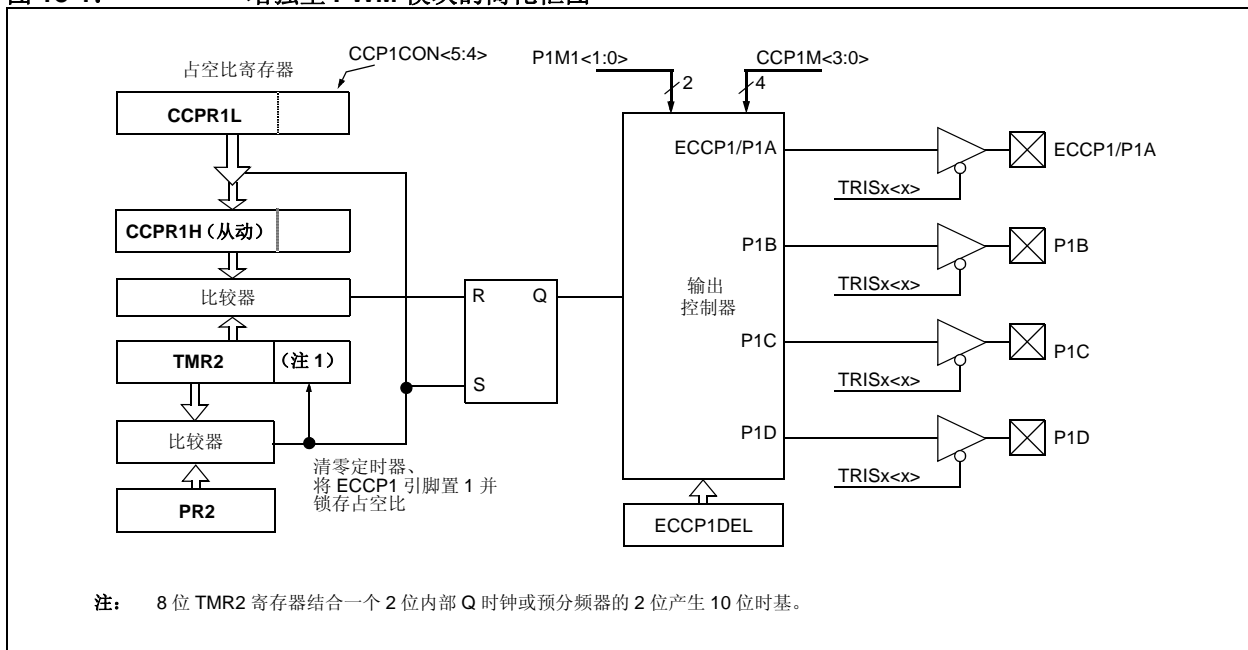 占空比寄存器
CCP1CON<5:4>
CCPR1L
CCPR1H（从动）
比较器
TMR2
（注 1）
比较器
PR2
清零定时器、
将 ECCP1 引脚置 1 并
锁存占空比
R
Q
S
P1M1<1:0>
2
CCP1M<3:0>
4
ECCP1/P1A
P1B
输出
控制器
P1C
P1D
ECCP1DEL
TRISx<x>
ECCP1/P1A
TRISx<x>
P1B
TRISx<x>
P1C
TRISx<x>
P1D
注： 8 位 TMR2 寄存器结合一个 2 位内部 Q 时钟或预分频器的 2 位产生 10 位时基。